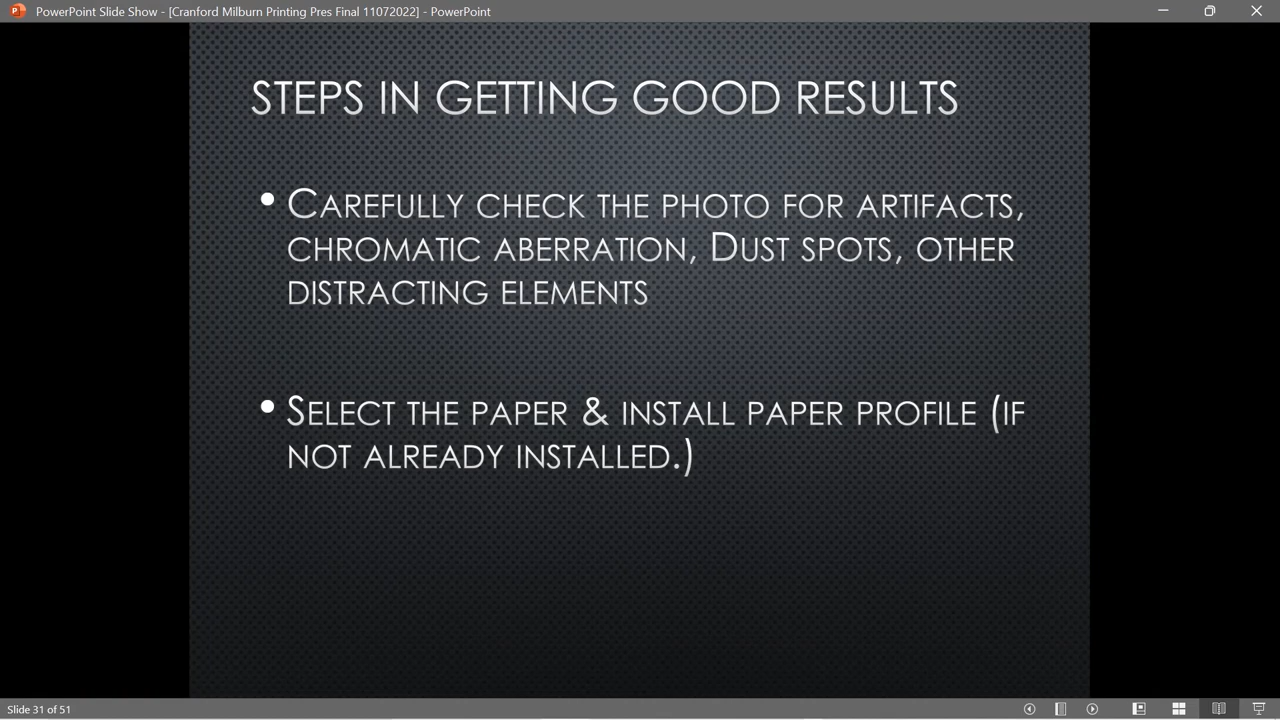 PowerPoint Slide Show - [Cranford Milburn Printing Pres Final 11072022] - PowerPoint
STEPS IN GETTING GOOD RESULTS
• CAREFULLY CHECK THE PHOTO FOR ARTIFACTS,
CHROMATIC ABERRATION, DUST SPOTS, OTHER
DISTRACTING ELEMENTS
• SELECT THE PAPER & INSTALL PAPER PROFILE (IF
NOT ALREADY INSTALLED.)
Slide 31 of 51